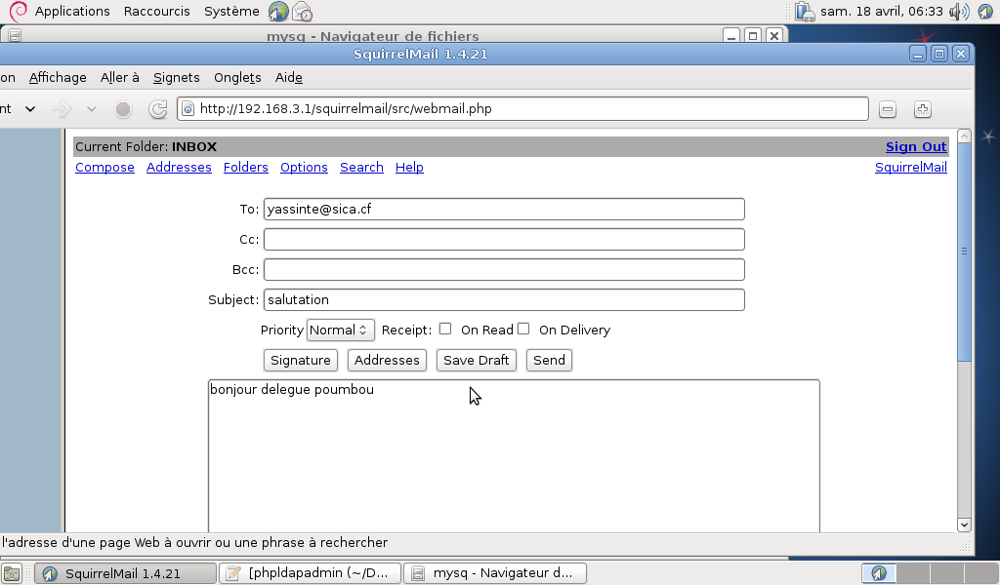 Applications Raccourcis Système sam. 18 avril, 06:33
mysq - Navigateur de fichiers
SquirrelMail 1.4.21
on Affichage Aller à Signets Onglets Aide
nt http://192.168.3.1/squirrelmail/src/webmail.php
Current Folder: INBOX Sign Out
Compose Addresses Folders Options Search Help SquirrelMail
To: yassinte@sica.cf
Cc:
Bcc:
Subject: salutation
Priority Normal Receipt: On Read On Delivery
Signature Addresses Save Draft Send
bonjour delegue poumbou
l'adresse d'une page Web à ouvrir ou une phrase à rechercher
SquirrelMail 1.4.21 [phpldapadmin (~/D... mysq - Navigateur d...